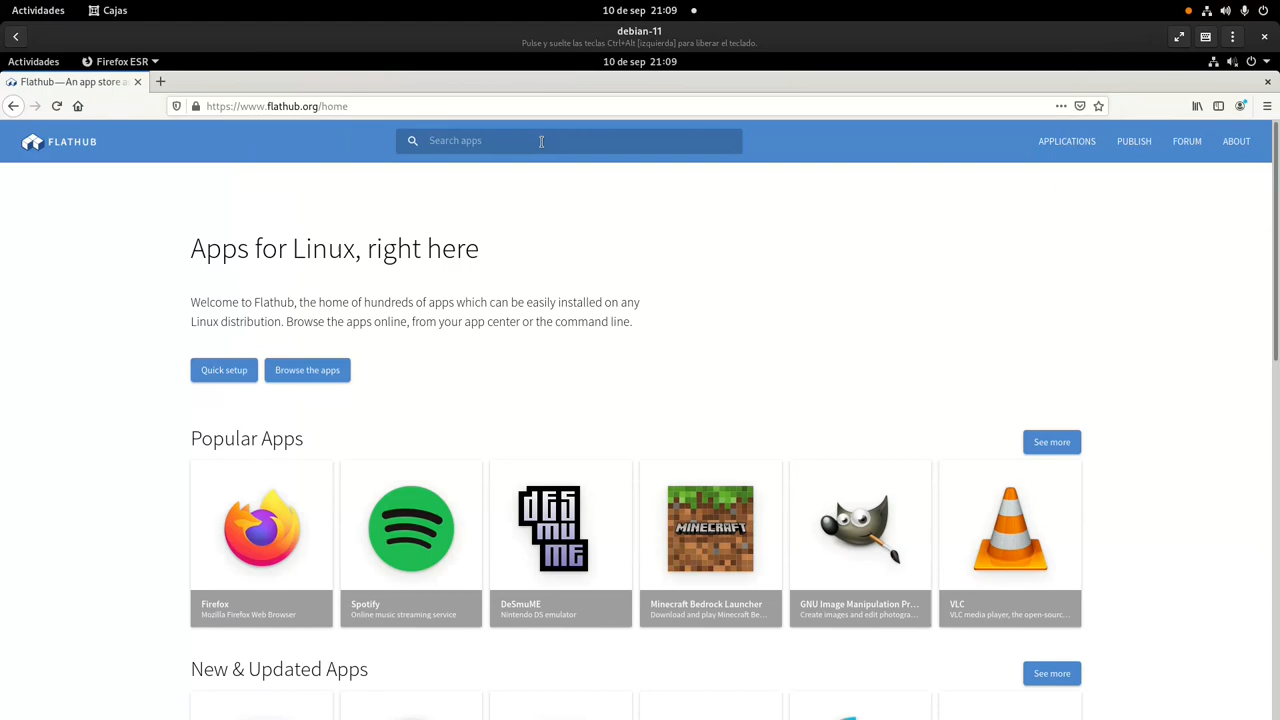 Actividades
Cajas
10 de sep 21:09
debian-11
Pulse y suelte las teclas Ctrl+Alt [izquierda] para liberar el teclado.
Actividades
Firefox ESR
10 de sep 21:09
Flathub—An app store a
https://www.flathub.org/home
FLATHUB
Search apps
APPLICATIONS
PUBLISH
FORUM
ABOUT
Apps for Linux, right here
Welcome to Flathub, the home of hundreds of apps which can be easily installed on any
Linux distribution. Browse the apps online, from your app center or the command line.
Quick setup
Browse the apps
Popular Apps
See more
DeSmuME
MINECRAFT
Firefox
Mozilla Firefox Web Browser
Spotify
Online music streaming service
DeSmuME
Nintendo DS emulator
Minecraft Bedrock Launcher
Download and play Minecraft Be...
GNU Image Manipulation Pr...
Create images and edit photogra...
VLC
VLC media player, the open-sourc...
New & Updated Apps
See more